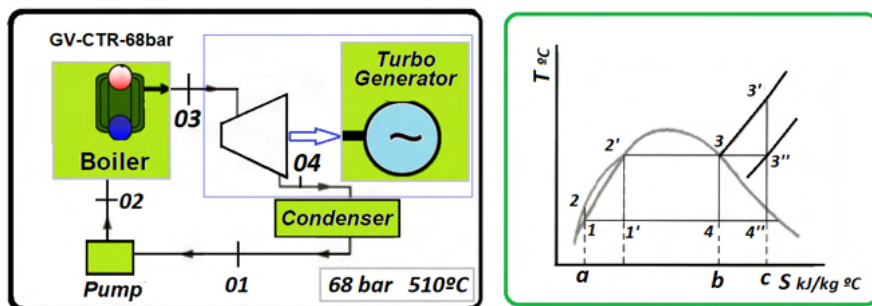 GV-CTR-68bar
Turbo
Generator
~
03
Boiler
04
02
Condenser
01
Pump
68 bar 510ºC
T ºC
3'
2'
3
3''
2
1
1'
4
4''
a
b
c
S kJ/kg ºC